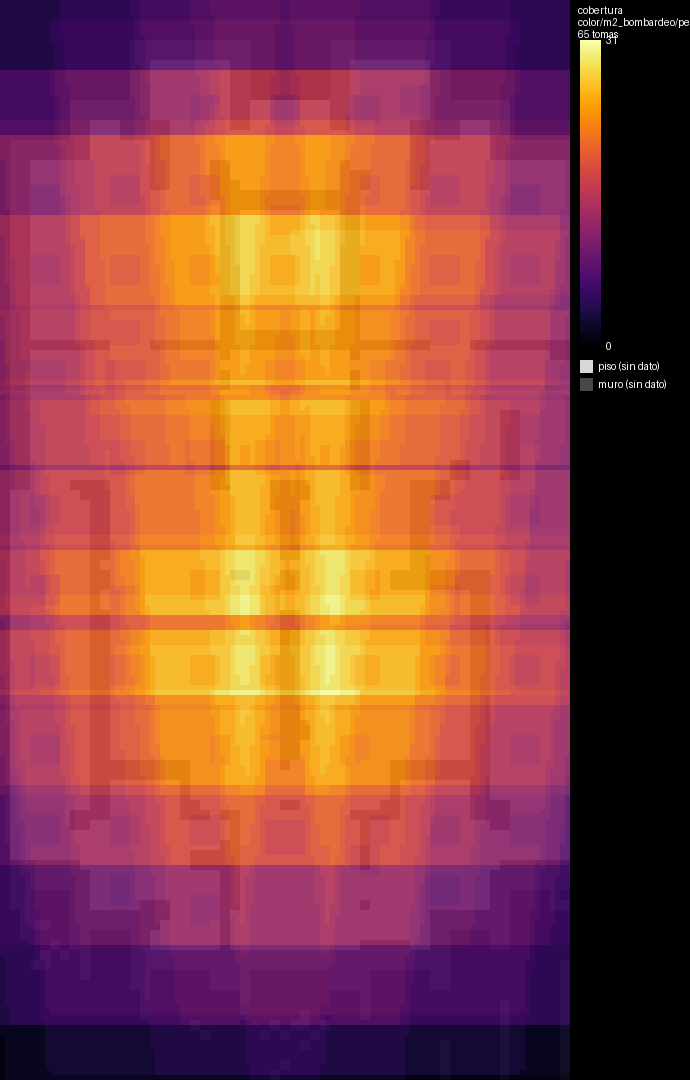 cobertura
color/m2_bombardeo/pe
65 tomas
31
0
piso (sin dato)
muro (sin dato)